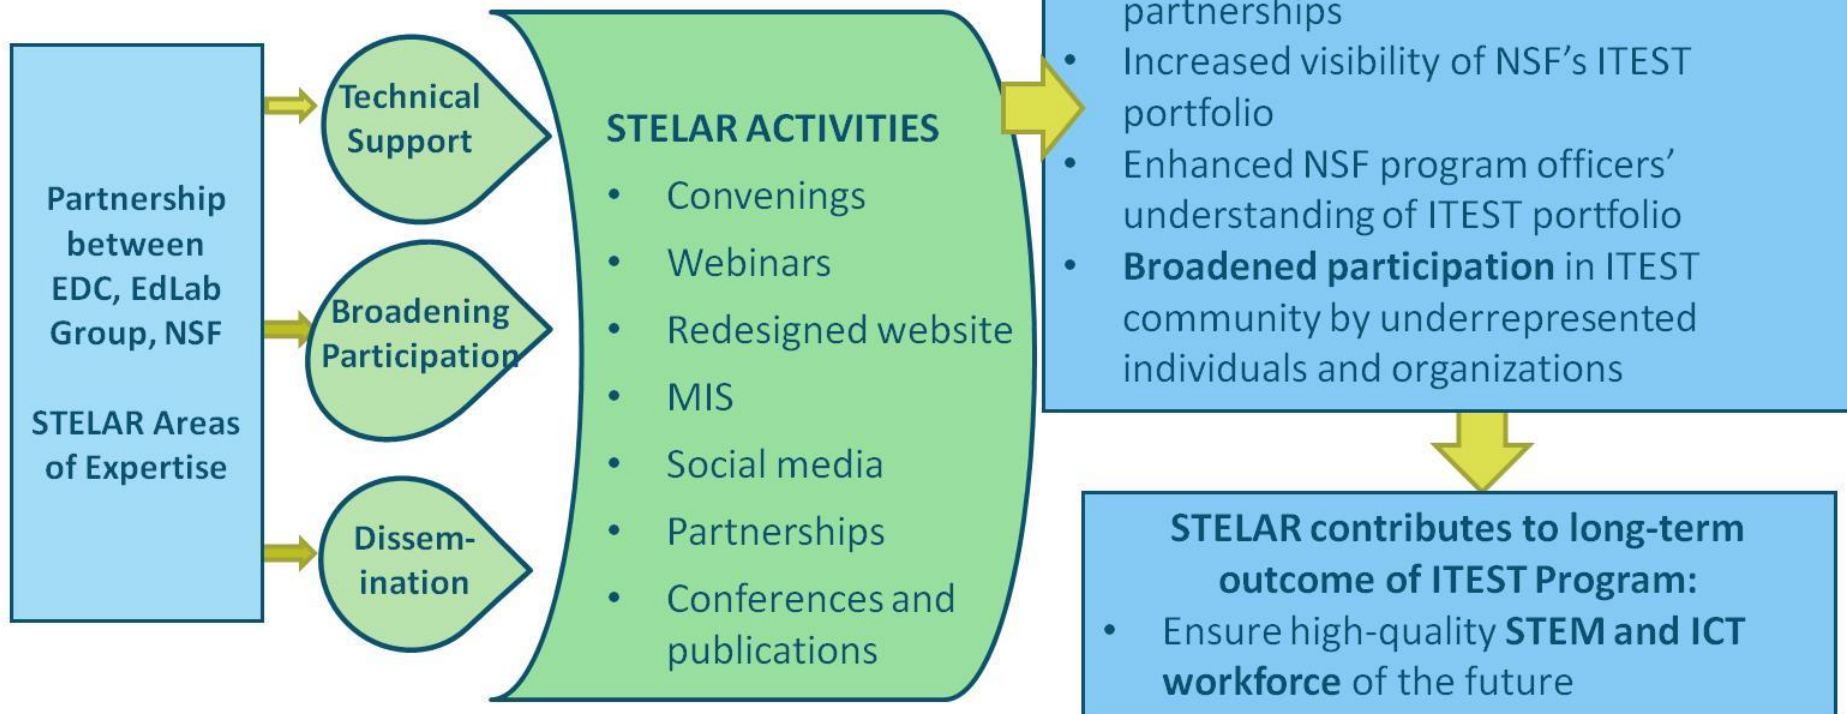 Partnership
between
EDC, EdLab
Group, NSF
STELAR Areas
of Expertise
Technical
Support
Broadening
Participation
Dissem-
ination
STELAR ACTIVITIES
• Convenings
• Webinars
• Redesigned website
• MIS
• Social media
• Partnerships
• Conferences and
publications
partnerships
• Increased visibility of NSF’s ITEST
portfolio
• Enhanced NSF program officers’
understanding of ITEST portfolio
• Broadened participation in ITEST
community by underrepresented
individuals and organizations
STELAR contributes to long-term
outcome of ITEST Program:
• Ensure high-quality STEM and ICT
workforce of the future